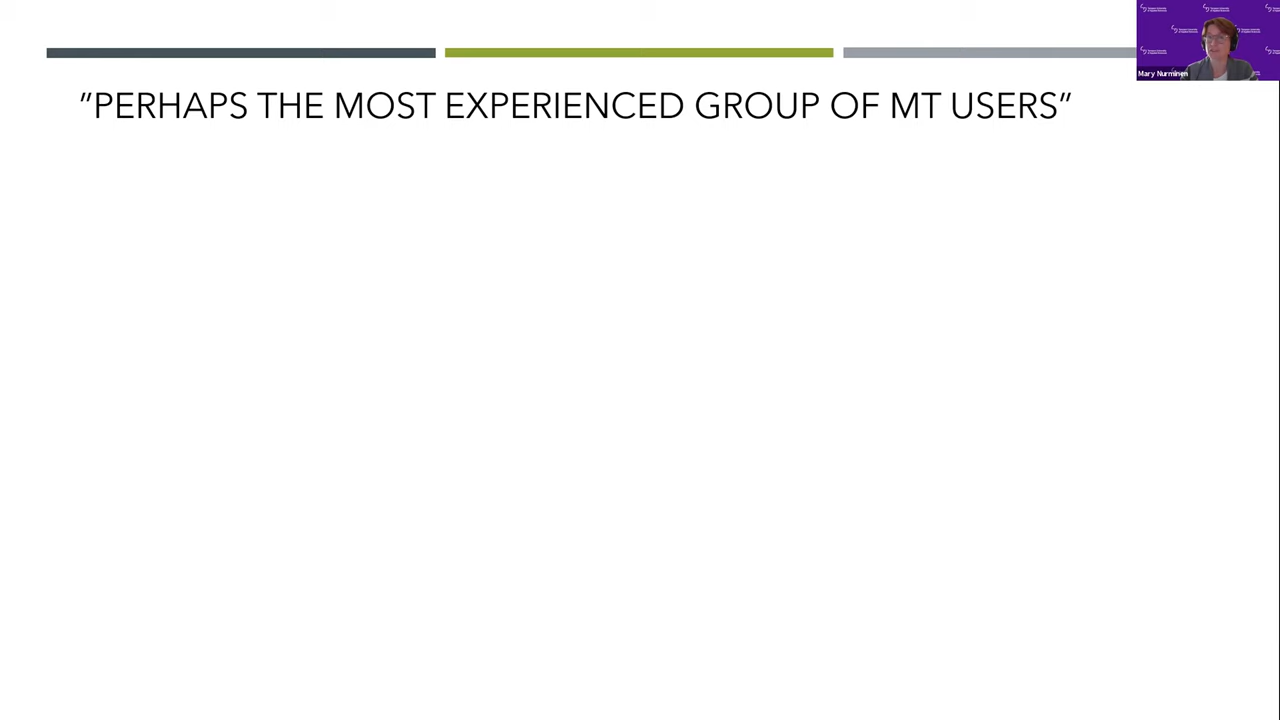 ”PERHAPS THE MOST EXPERIENCED GROUP OF MT USERS”
Mary Nurminen